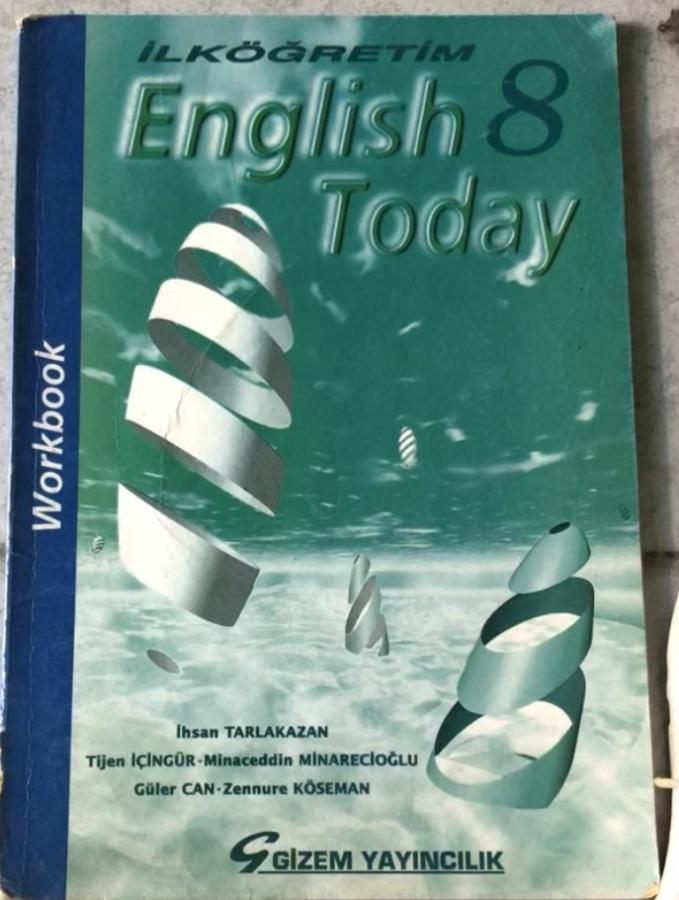 İLKÖĞRETİM
English 8
Today
Workbook
İhsan TARLAKAZAN
Tijen İÇİNGÜR-Minaceddin MİNARECİOĞLU
Güler CAN-Zennure KÖSEMAN
GİZEM YAYINCILIK